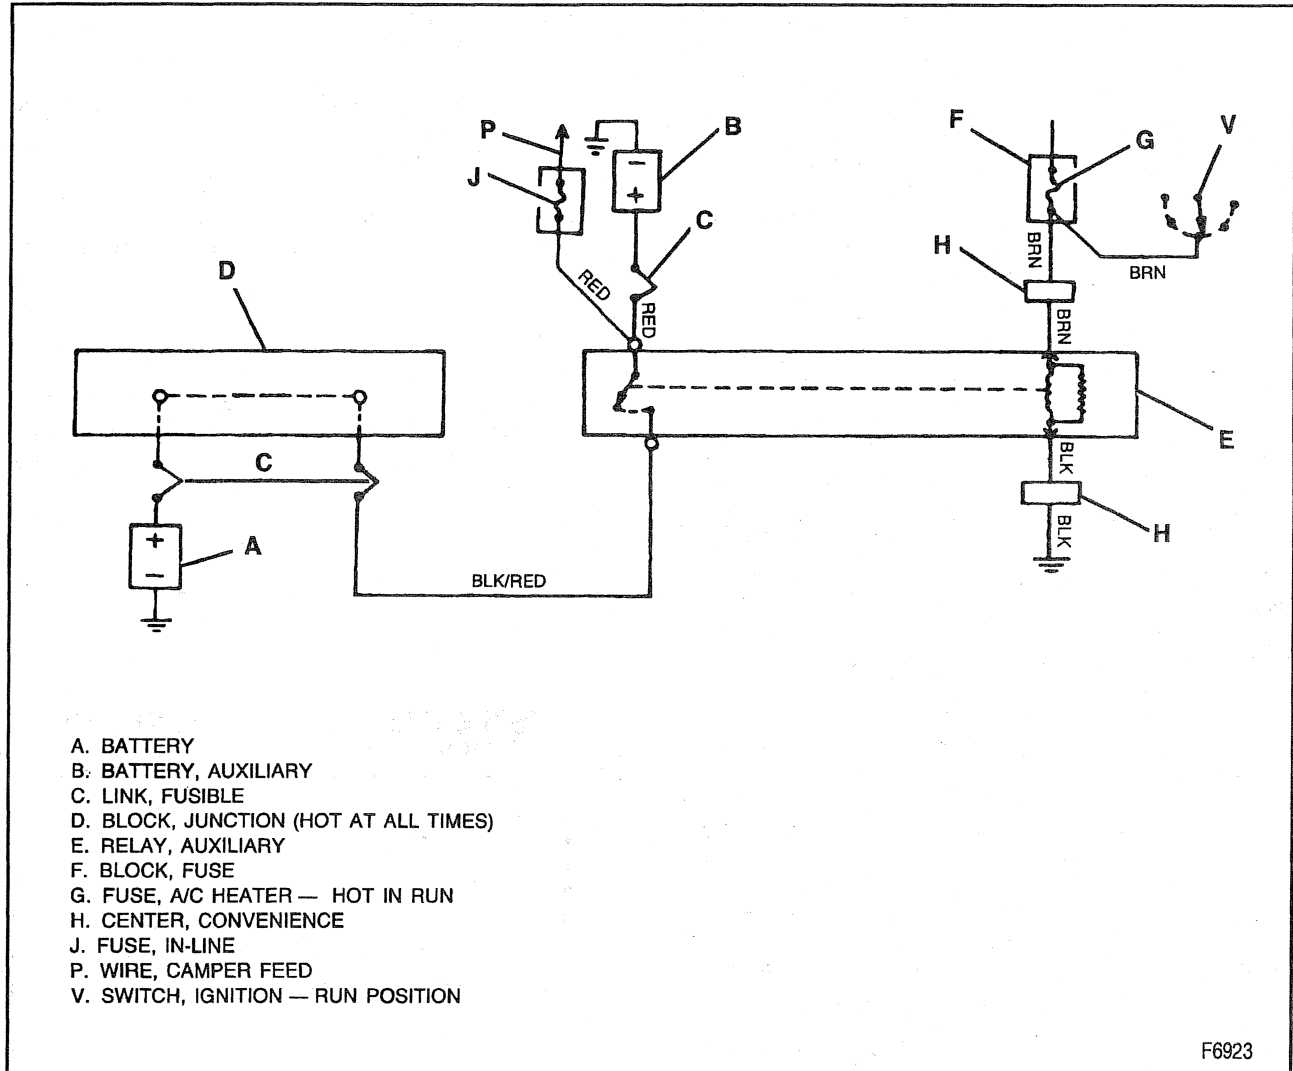 P
B
F
V
G
J
C
H
D
BRN
BRN
RED
RED
BRN
E
C
BLK
+
−
A
H
BLK
BLK/RED
−
+
A. BATTERY
B. BATTERY, AUXILIARY
C. LINK, FUSIBLE
D. BLOCK, JUNCTION (HOT AT ALL TIMES)
E. RELAY, AUXILIARY
F. BLOCK, FUSE
G. FUSE, A/C HEATER — HOT IN RUN
H. CENTER, CONVENIENCE
J. FUSE, IN-LINE
P. WIRE, CAMPER FEED
V. SWITCH, IGNITION — RUN POSITION
F6923